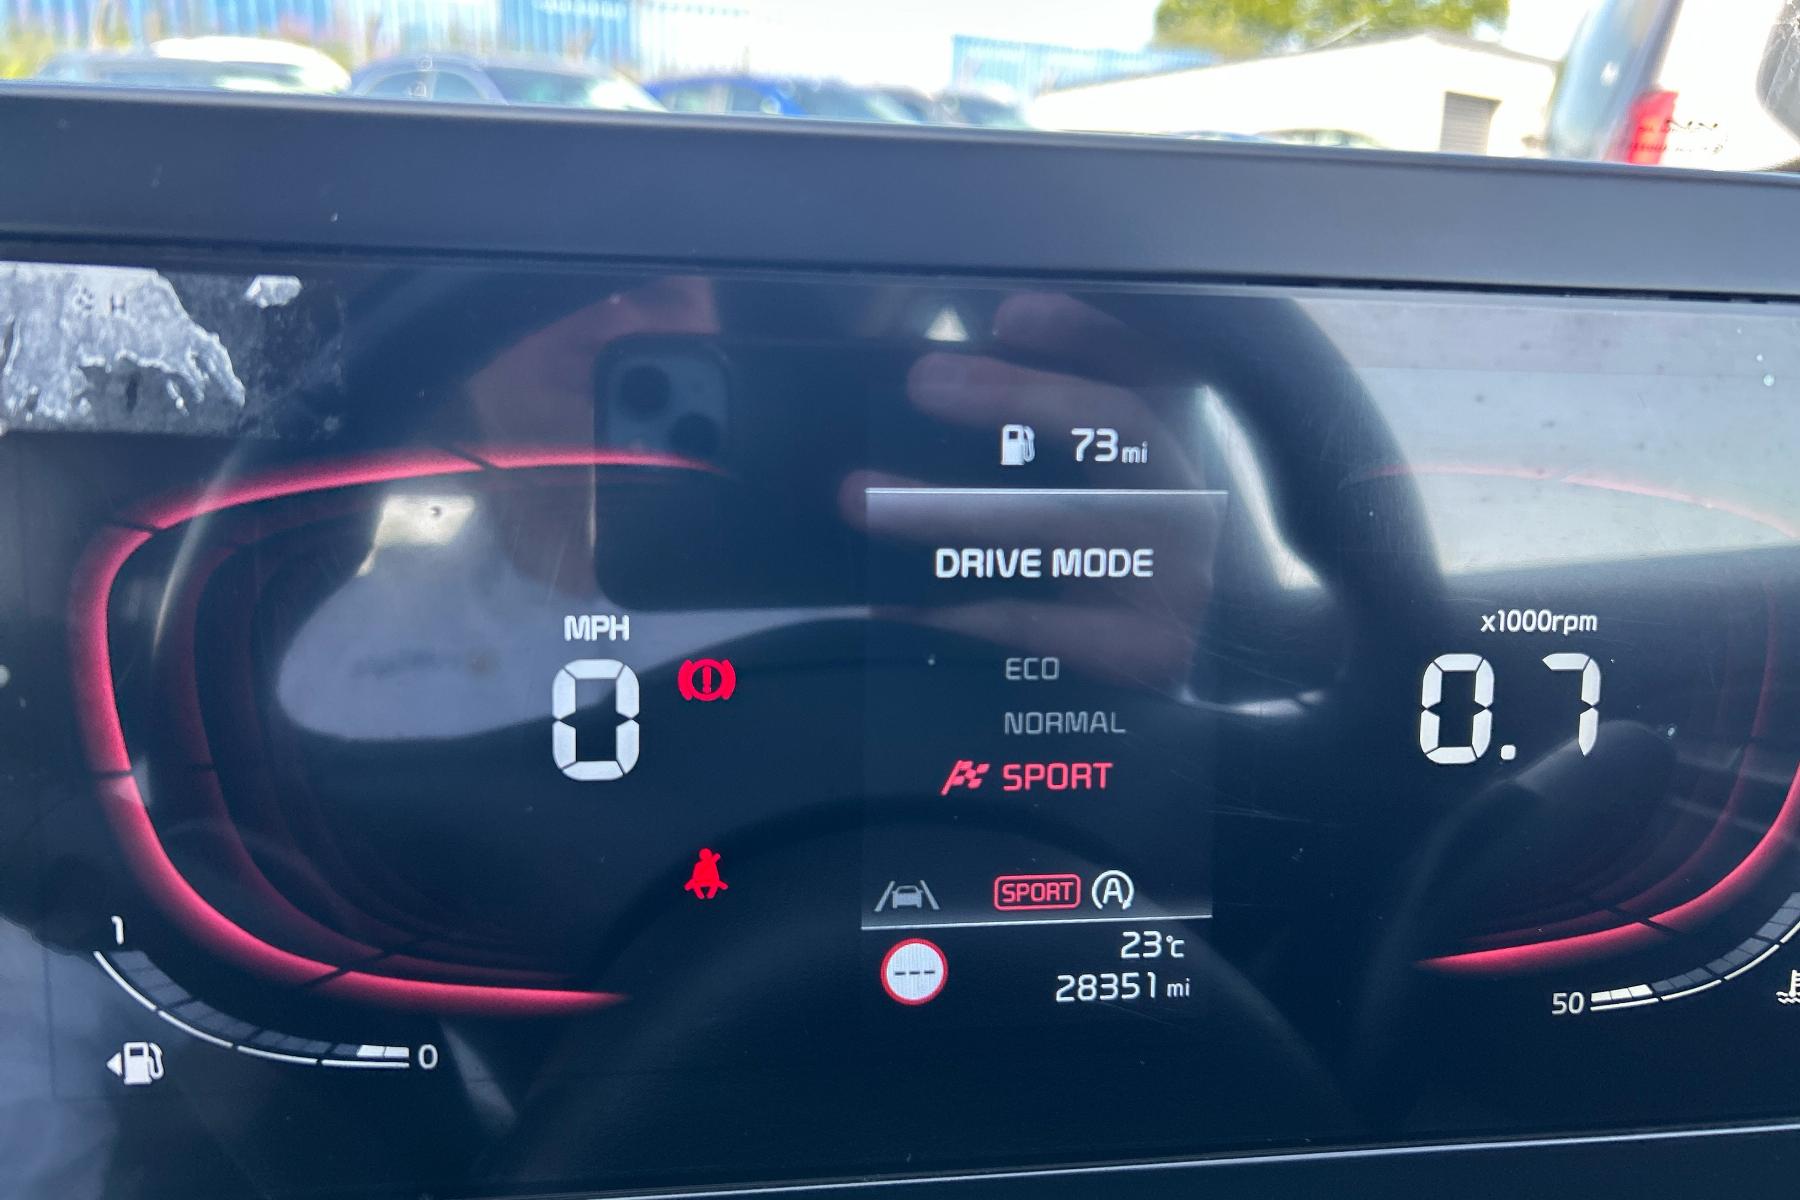 73mi
DRIVE MODE
MPH
x1000rpm
0
0.7
ECO
NORMAL
SPORT
SPORT A
1
---
23°c
28351 mi
50
0